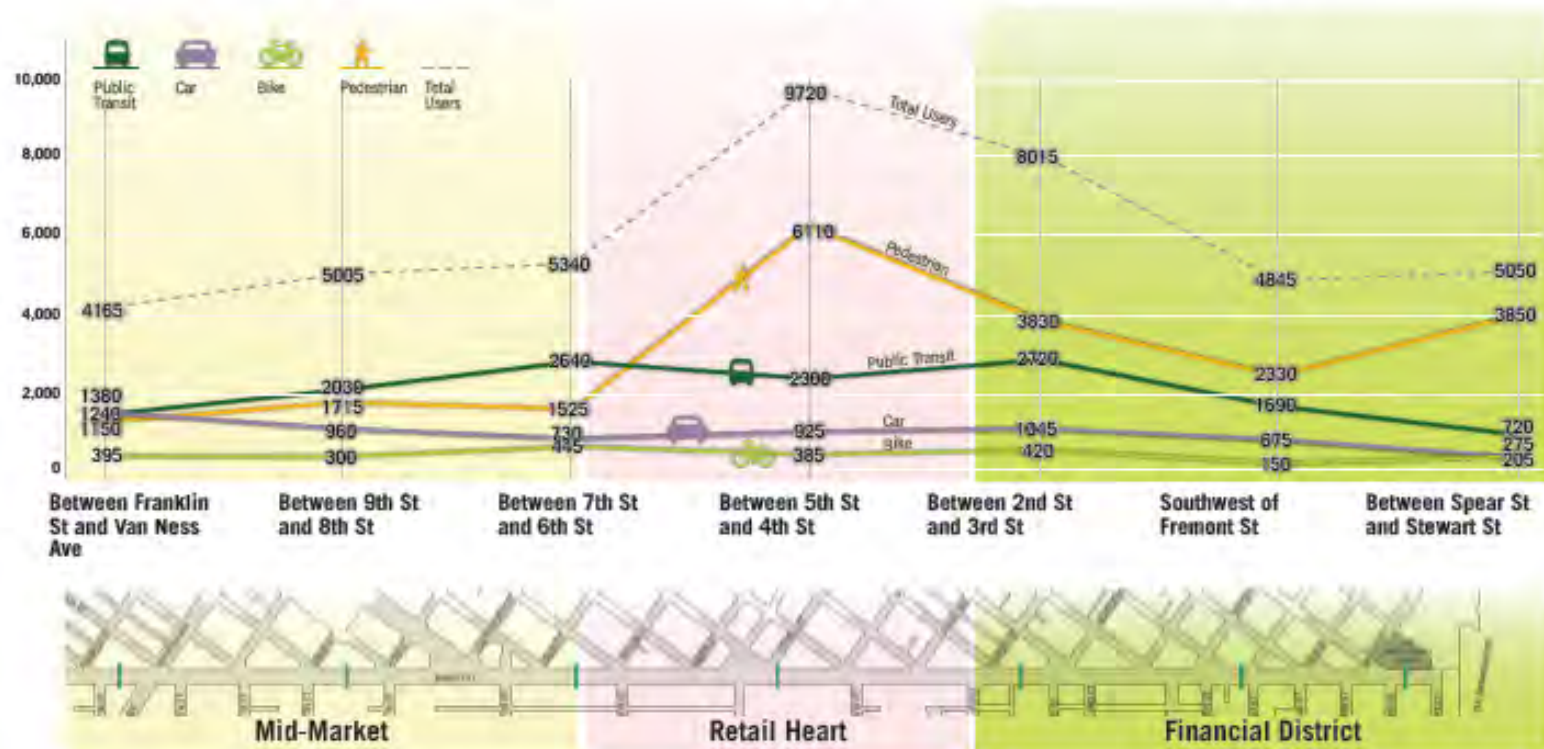 Public
Transit
Car
Bike
Pedestrian
Total
Users
10,000
8,000
6,000
4,000
2,000
0
4165
5005
5340
9720
Total Users
8015
4845
5050
6110
Pedestrian
3830
2330
3850
1380
1240
1150
395
2030
1715
960
300
2640
1525
730
445
Public Transit
2300
Car
925
Bike
385
2720
1045
420
1690
675
150
720
275
205
Between Franklin
St and Van Ness
Ave
Between 9th St
and 8th St
Between 7th St
and 6th St
Between 5th St
and 4th St
Between 2nd St
and 3rd St
Southwest of
Fremont St
Between Spear St
and Stewart St
Mid-Market
Retail Heart
Financial District